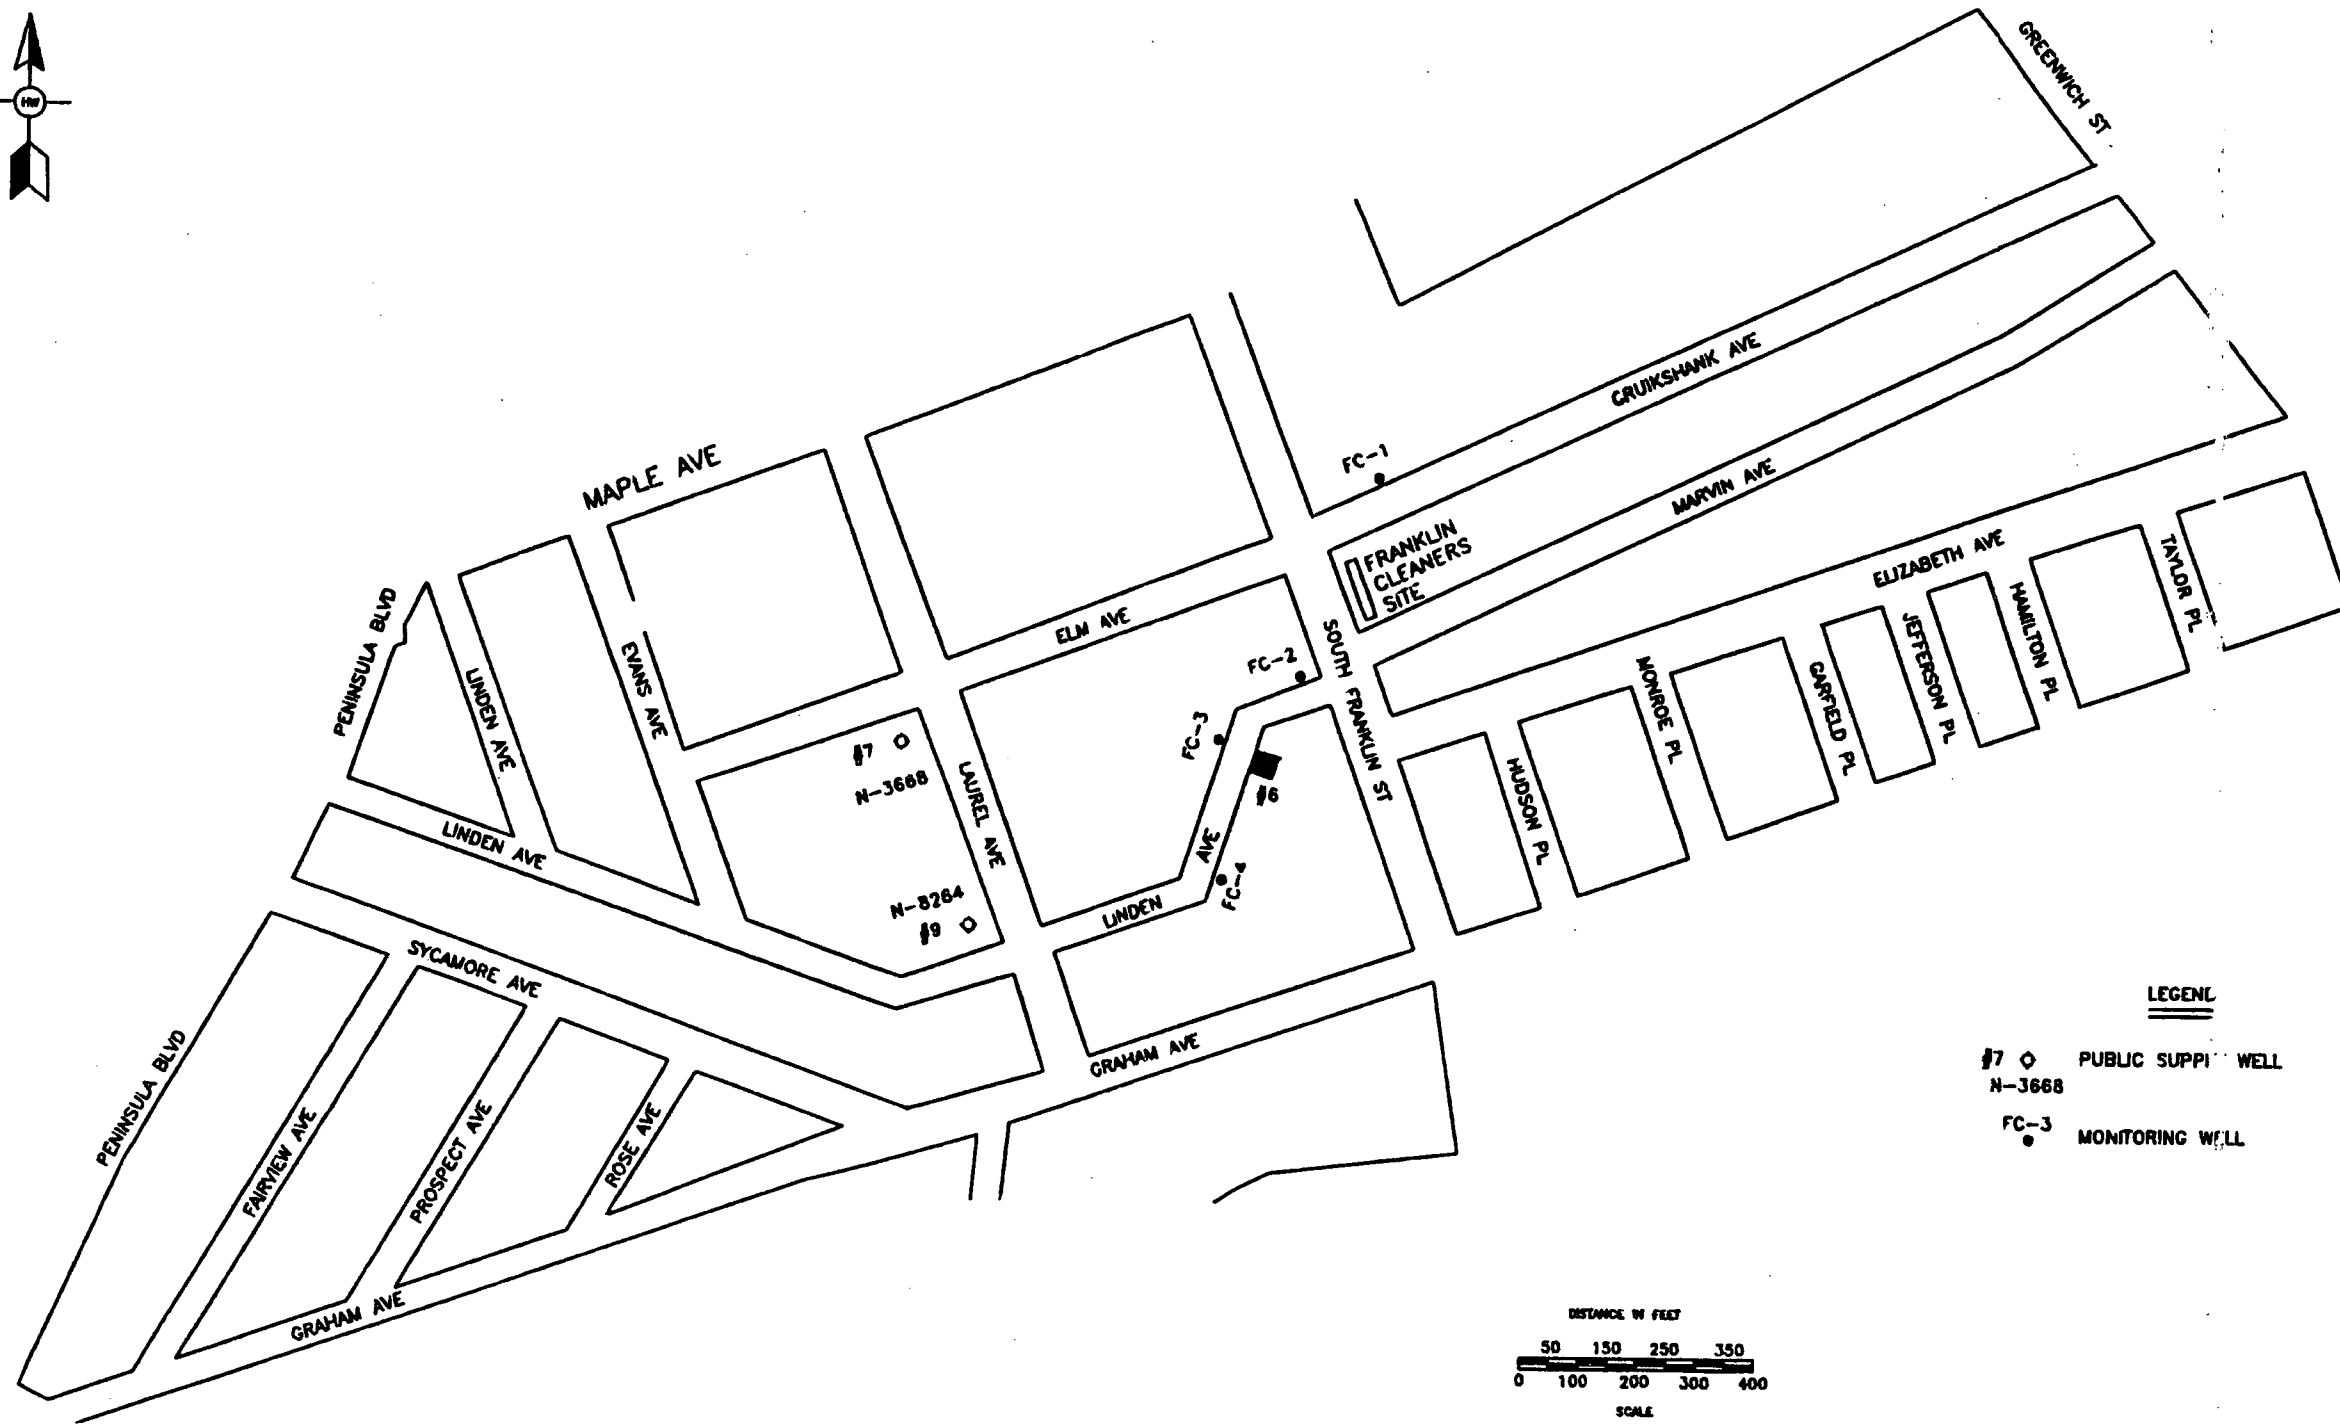 HW
GREENWICH ST
CRUIKSHANK AVE
MAPLE AVE
FC-1
MARVIN AVE
FRANKLIN
CLEANERS
SITE
ELIZABETH AVE
TAYLOR PL
HAMILTON PL
JEFFERSON PL
GARFIELD PL
MONROE PL
HUDSON PL
PENINSULA BLVD
LINDEN AVE
EVANS AVE
ELM AVE
SOUTH FRANKLIN ST
FC-2
FC-3
#7
N-3668
LAUREL AVE
#6
LINDEN AVE
LINDEN AVE
FC-4
N-8264
#9
SYCAMORE AVE
GRAHAM AVE
PENINSULA BLVD
FAIRVIEW AVE
PROSPECT AVE
ROSE AVE
GRAHAM AVE
LEGEND
#7 PUBLIC SUPPLY WELL
N-3668
FC-3
MONITORING WELL
DISTANCE IN FEET
50 150 250 350
0 100 200 300 400
SCALE